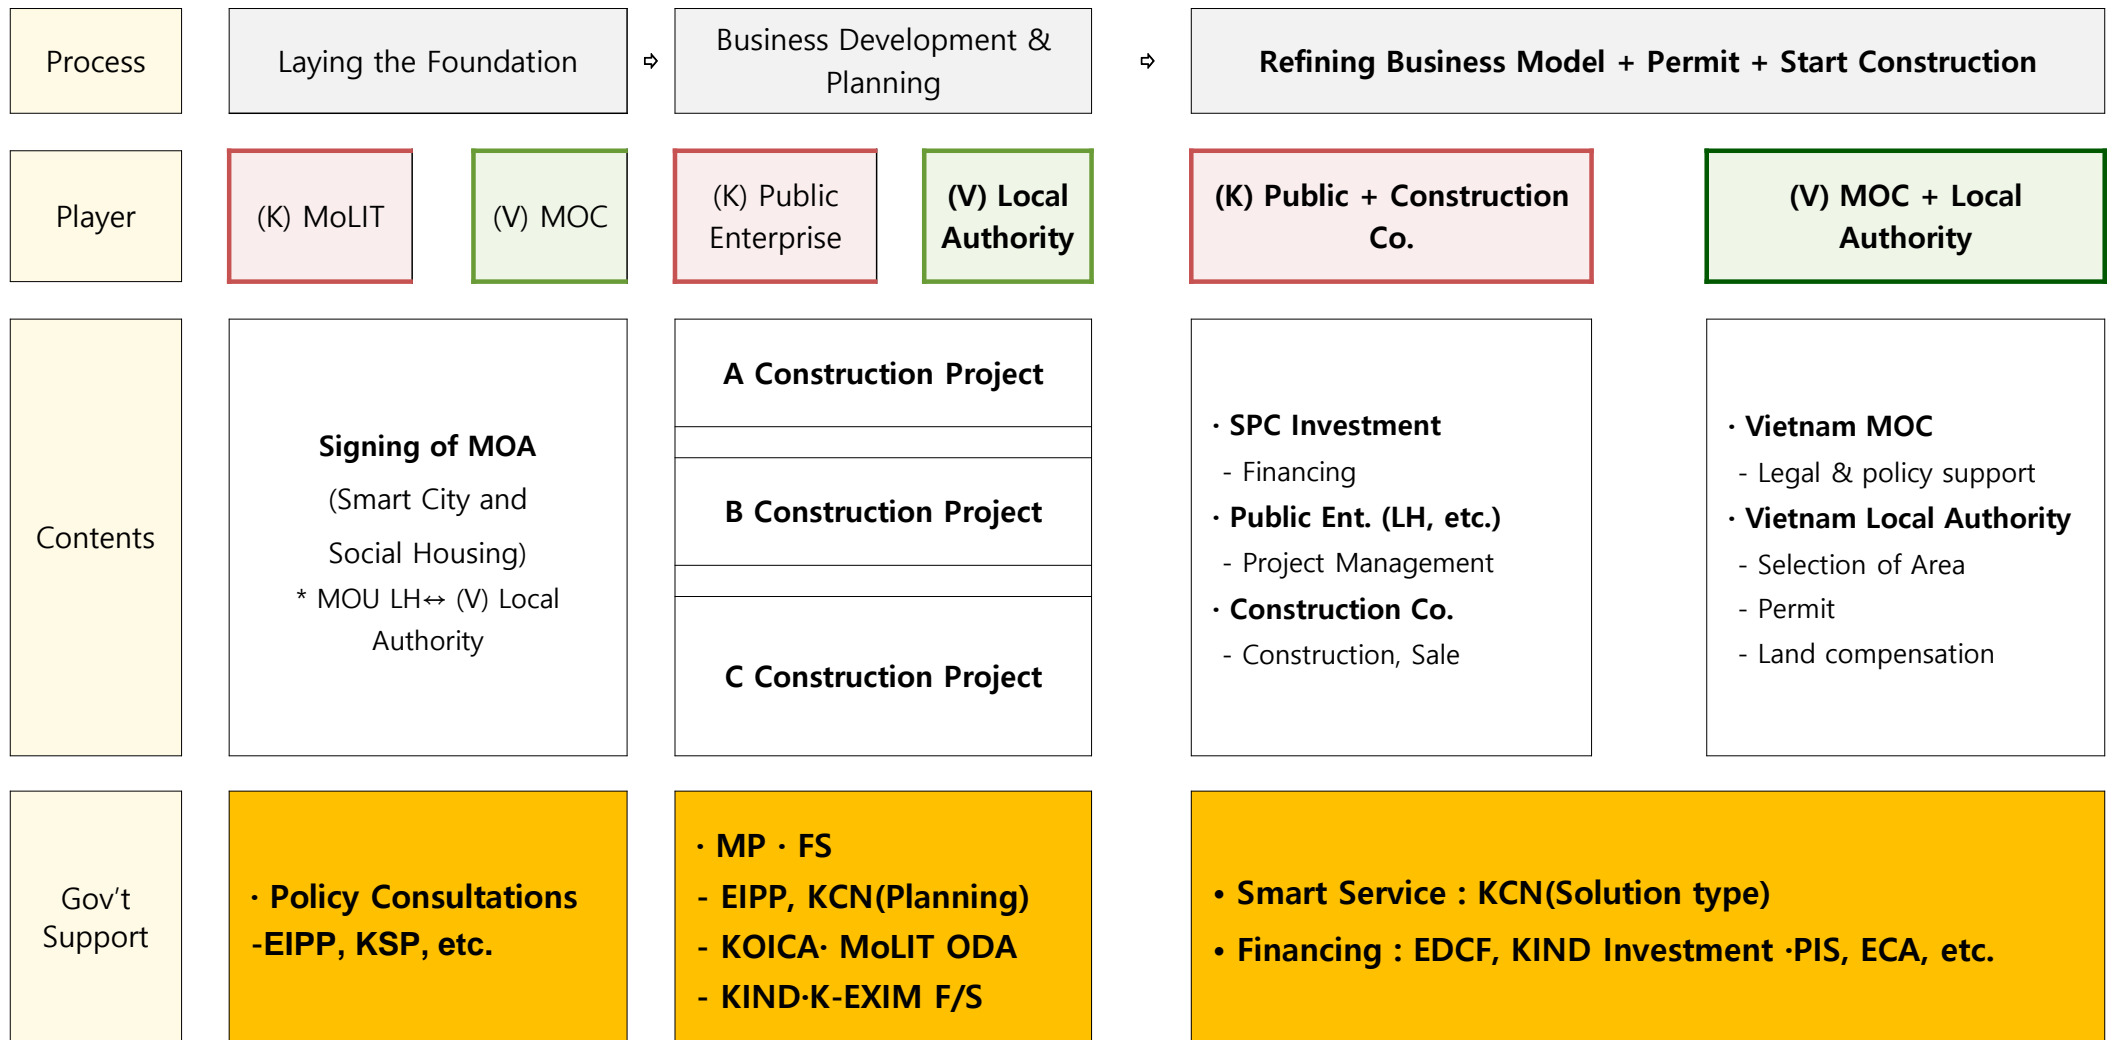 Process
Laying the Foundation
⇨
Business Development &
Planning
⇨
Refining Business Model + Permit + Start Construction
Player
(K) MoLIT
(V) MOC
(K) Public
Enterprise
(V) Local
Authority
(K) Public + Construction
Co.
(V) MOC + Local
Authority
Contents
Signing of MOA
(Smart City and
Social Housing)
* MOU LH↔ (V) Local
Authority
A Construction Project
B Construction Project
C Construction Project
· SPC Investment
- Financing
· Public Ent. (LH, etc.)
- Project Management
· Construction Co.
- Construction, Sale
· Vietnam MOC
- Legal & policy support
· Vietnam Local Authority
- Selection of Area
- Permit
- Land compensation
Gov't
Support
· Policy Consultations
-EIPP, KSP, etc.
· MP · FS
- EIPP, KCN(Planning)
- KOICA· MoLIT ODA
- KIND·K-EXIM F/S
• Smart Service : KCN(Solution type)
• Financing : EDCF, KIND Investment ·PIS, ECA, etc.